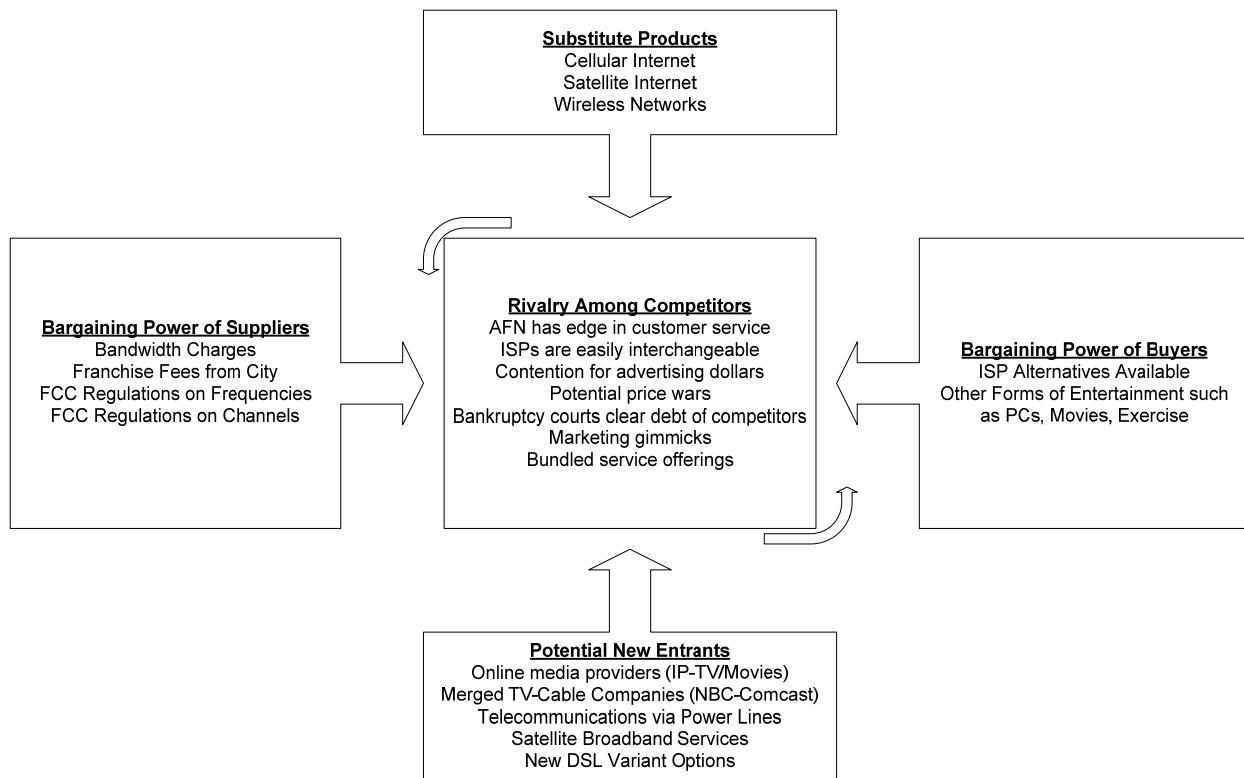 Substitute Products
Cellular Internet
Satellite Internet
Wireless Networks
Bargaining Power of Suppliers
Bandwidth Charges
Franchise Fees from City
FCC Regulations on Frequencies
FCC Regulations on Channels
Rivalry Among Competitors
AFN has edge in customer service
ISPs are easily interchangeable
Contention for advertising dollars
Potential price wars
Bankruptcy courts clear debt of competitors
Marketing gimmicks
Bundled service offerings
Bargaining Power of Buyers
ISP Alternatives Available
Other Forms of Entertainment such
as PCs, Movies, Exercise
Potential New Entrants
Online media providers (IP-TV/Movies)
Merged TV-Cable Companies (NBC-Comcast)
Telecommunications via Power Lines
Satellite Broadband Services
New DSL Variant Options